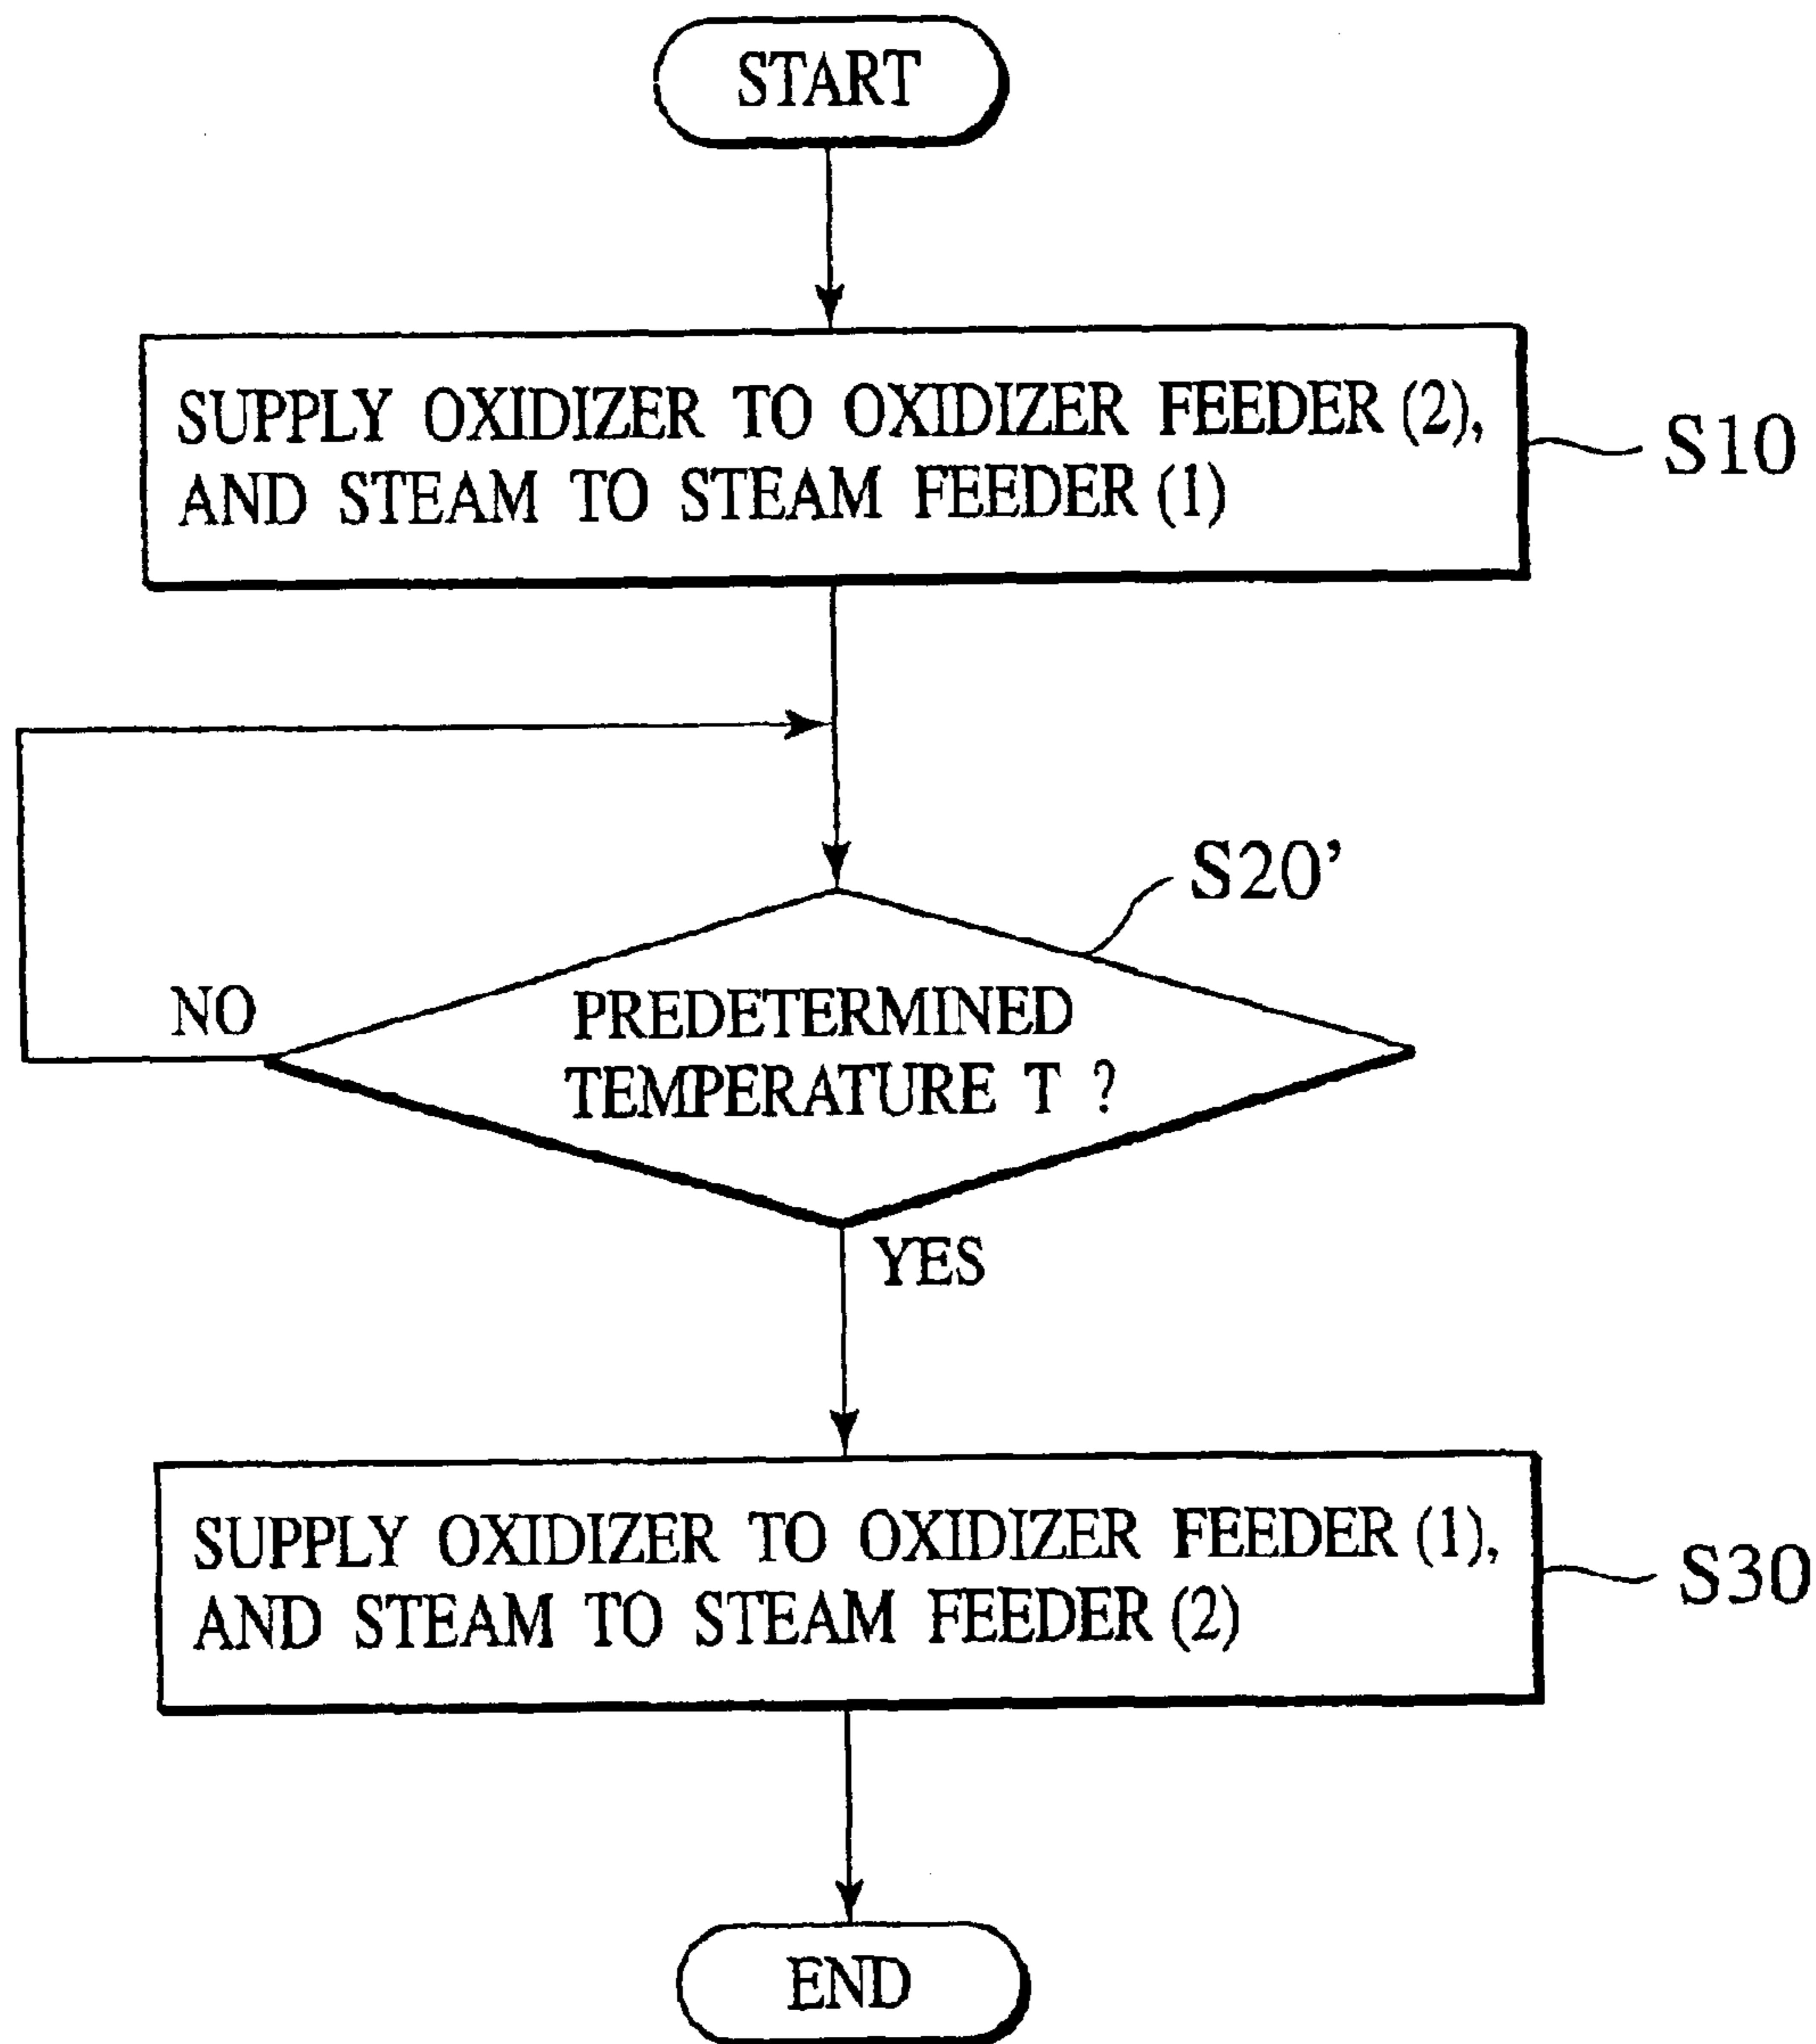 START
SUPPLY OXIDIZER TO OXIDIZER FEEDER (2),
AND STEAM TO STEAM FEEDER (1)
S10
S20'
NO
PREDETERMINED
TEMPERATURE T ?
YES
SUPPLY OXIDIZER TO OXIDIZER FEEDER (1),
AND STEAM TO STEAM FEEDER (2)
S30
END